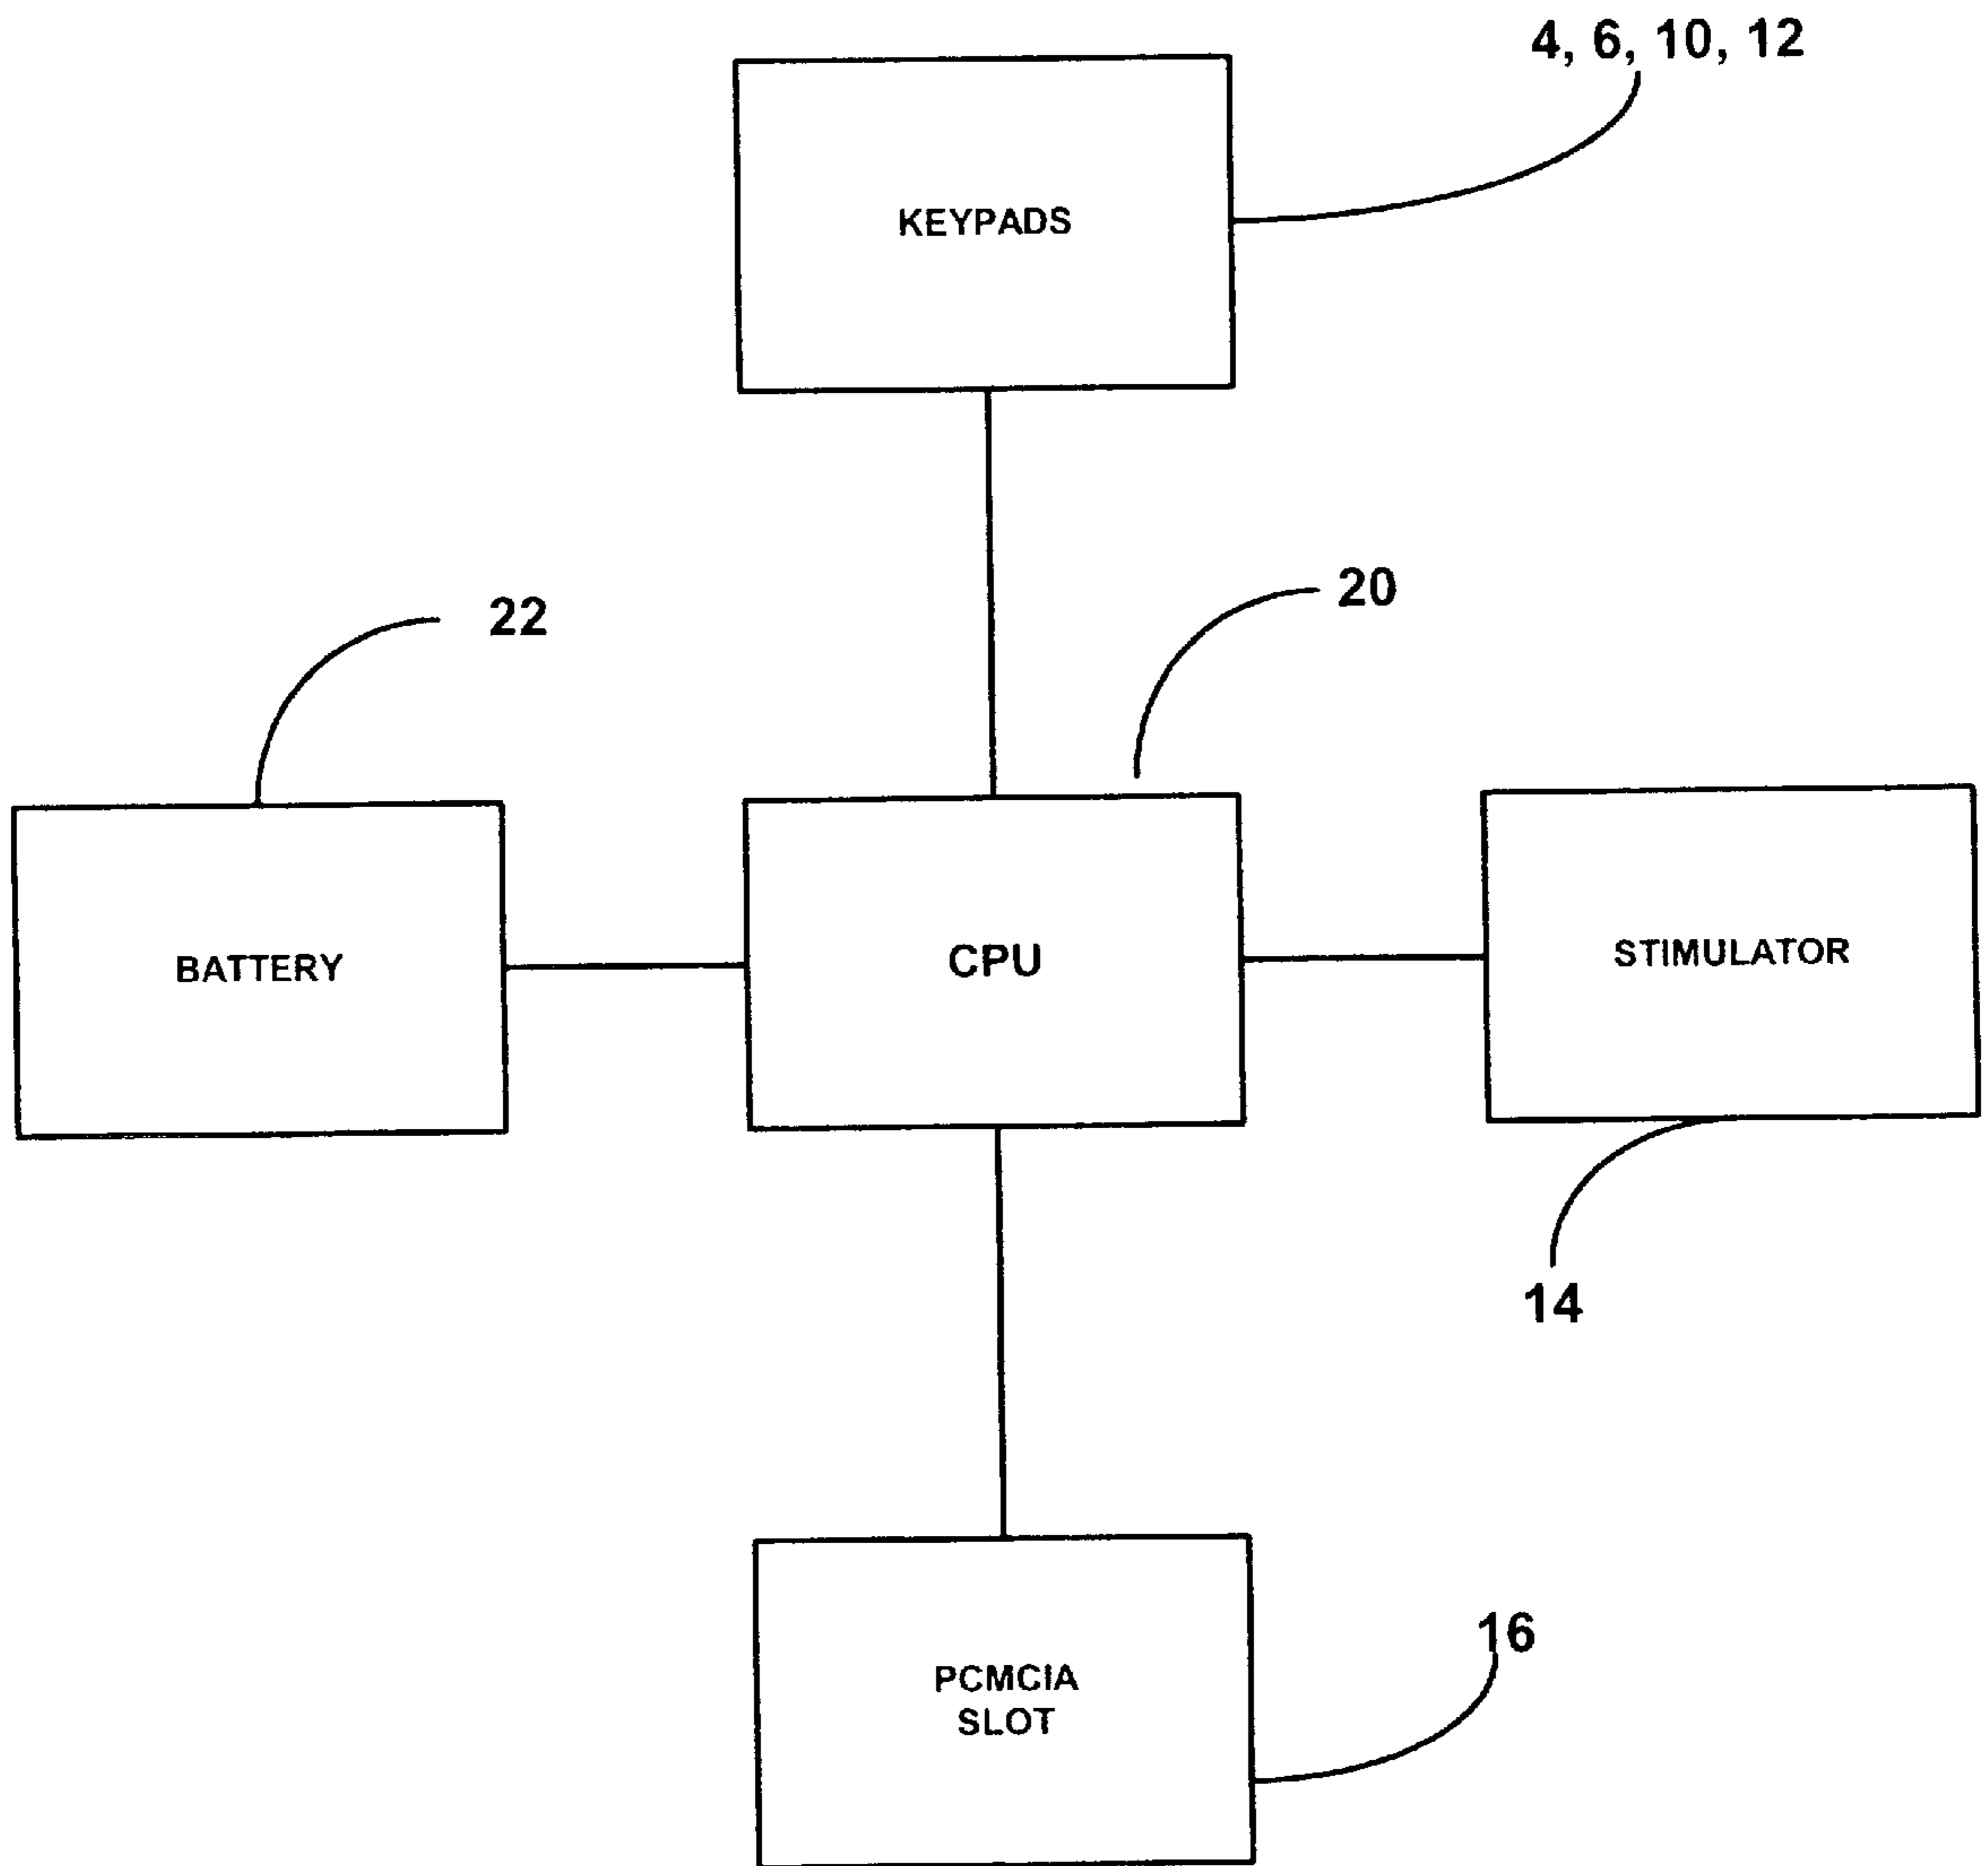 4, 6, 10, 12
KEYPADS
20
22
BATTERY
CPU
STIMULATOR
14
16
PCMCIA
SLOT